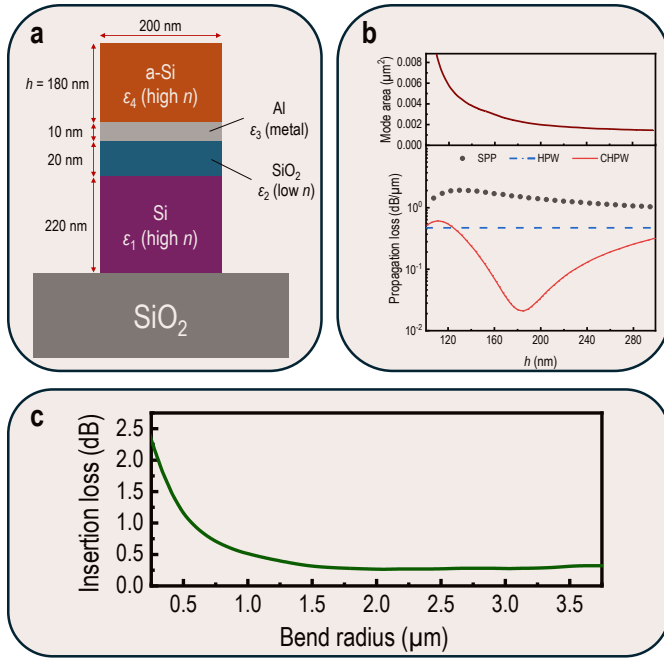 a
200 nm
h = 180 nm
a-Si
ε4 (high n)
10 nm
Al
ε3 (metal)
20 nm
SiO2
ε2 (low n)
220 nm
Si
ε1 (high n)
SiO2
b
Mode area (µm²)
0.008
0.006
0.004
0.002
0.000
SPP HPW CHPW
Propagation loss (dB/µm)
10⁰
10⁻¹
10⁻²
120 160 200 240 280
h (nm)
c
Insertion loss (dB)
2.5
2.0
1.5
1.0
0.5
0.0
0.5 1.0 1.5 2.0 2.5 3.0 3.5
Bend radius (µm)